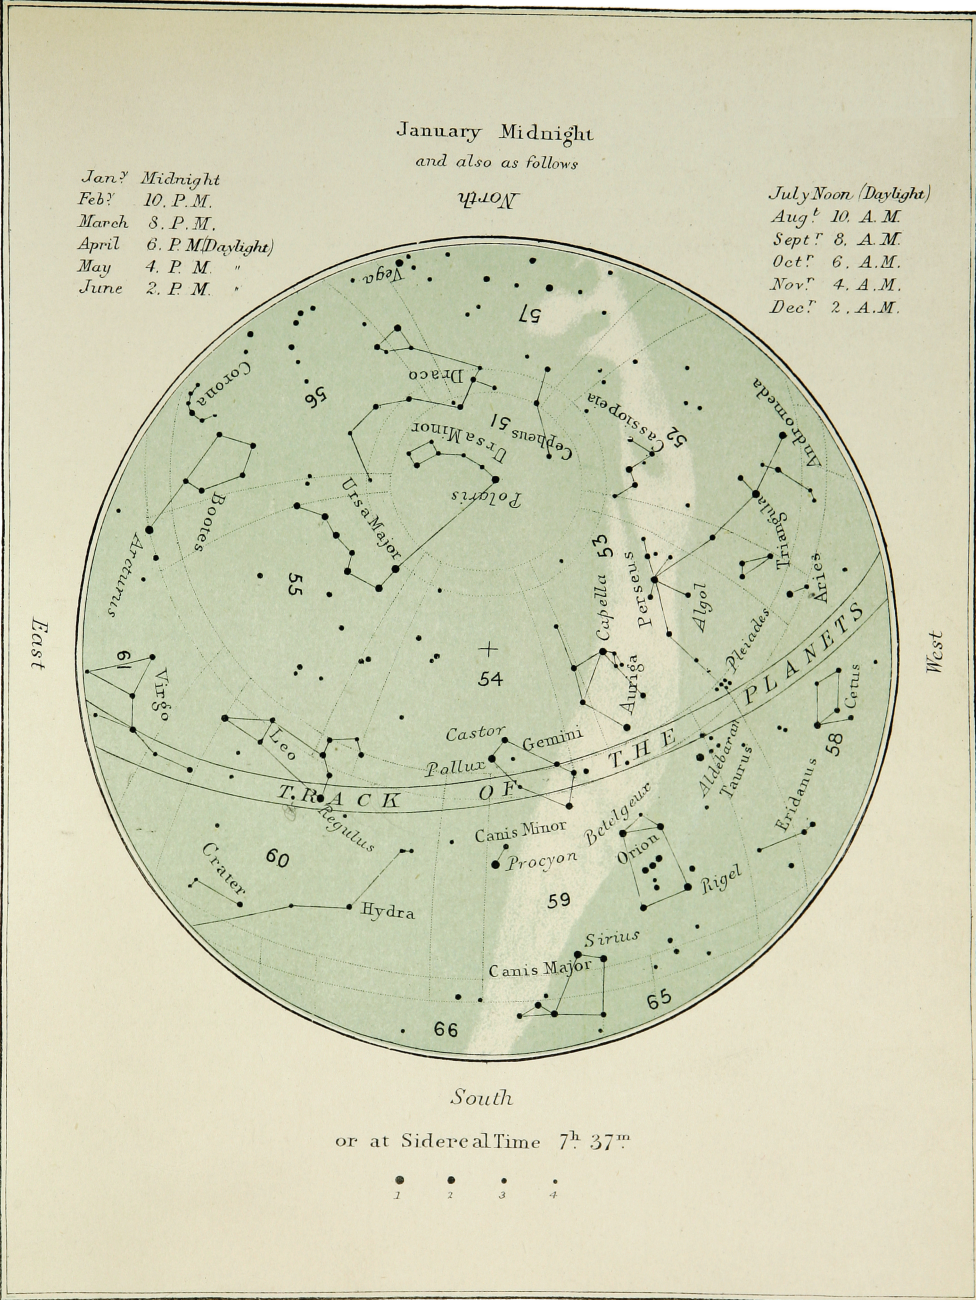 January Midnight
and also as follows
North
Jan.y Midnight
Feb.y 10. P.M.
March 8. P.M.
April 6. P.M (Daylight)
May 4. P. M. "
June 2. P. M. "
July Noon (Daylight)
Aug.t 10. A.M.
Sept.r 8. A.M.
Oct.r 6. A.M.
Nov.r 4. A.M.
Dec.r 2. A.M.
Vega
57
Draco
Corona
56
Cepheus
51
Cassiopeia
52
Andromeda
Ursa Minor
Polaris
Bootes
Ursa Major
Triangula
Arcturus
55
53
Capella
Perseus
Algol
Aries
East
West
61
Virgo
54
Auriga
Pleiades
Cetus
58
Leo
Castor
Gemini
Pollux
TRACK OF THE PLANETS
Aldebaran
Taurus
Regulus
Betelgeux
Eridanus
Canis Minor
Procyon
Orion
Rigel
60
Crater
Hydra
59
Sirius
Canis Major
65
66
South
or at Sidereal Time 7.h 37.m
1 2 3 4